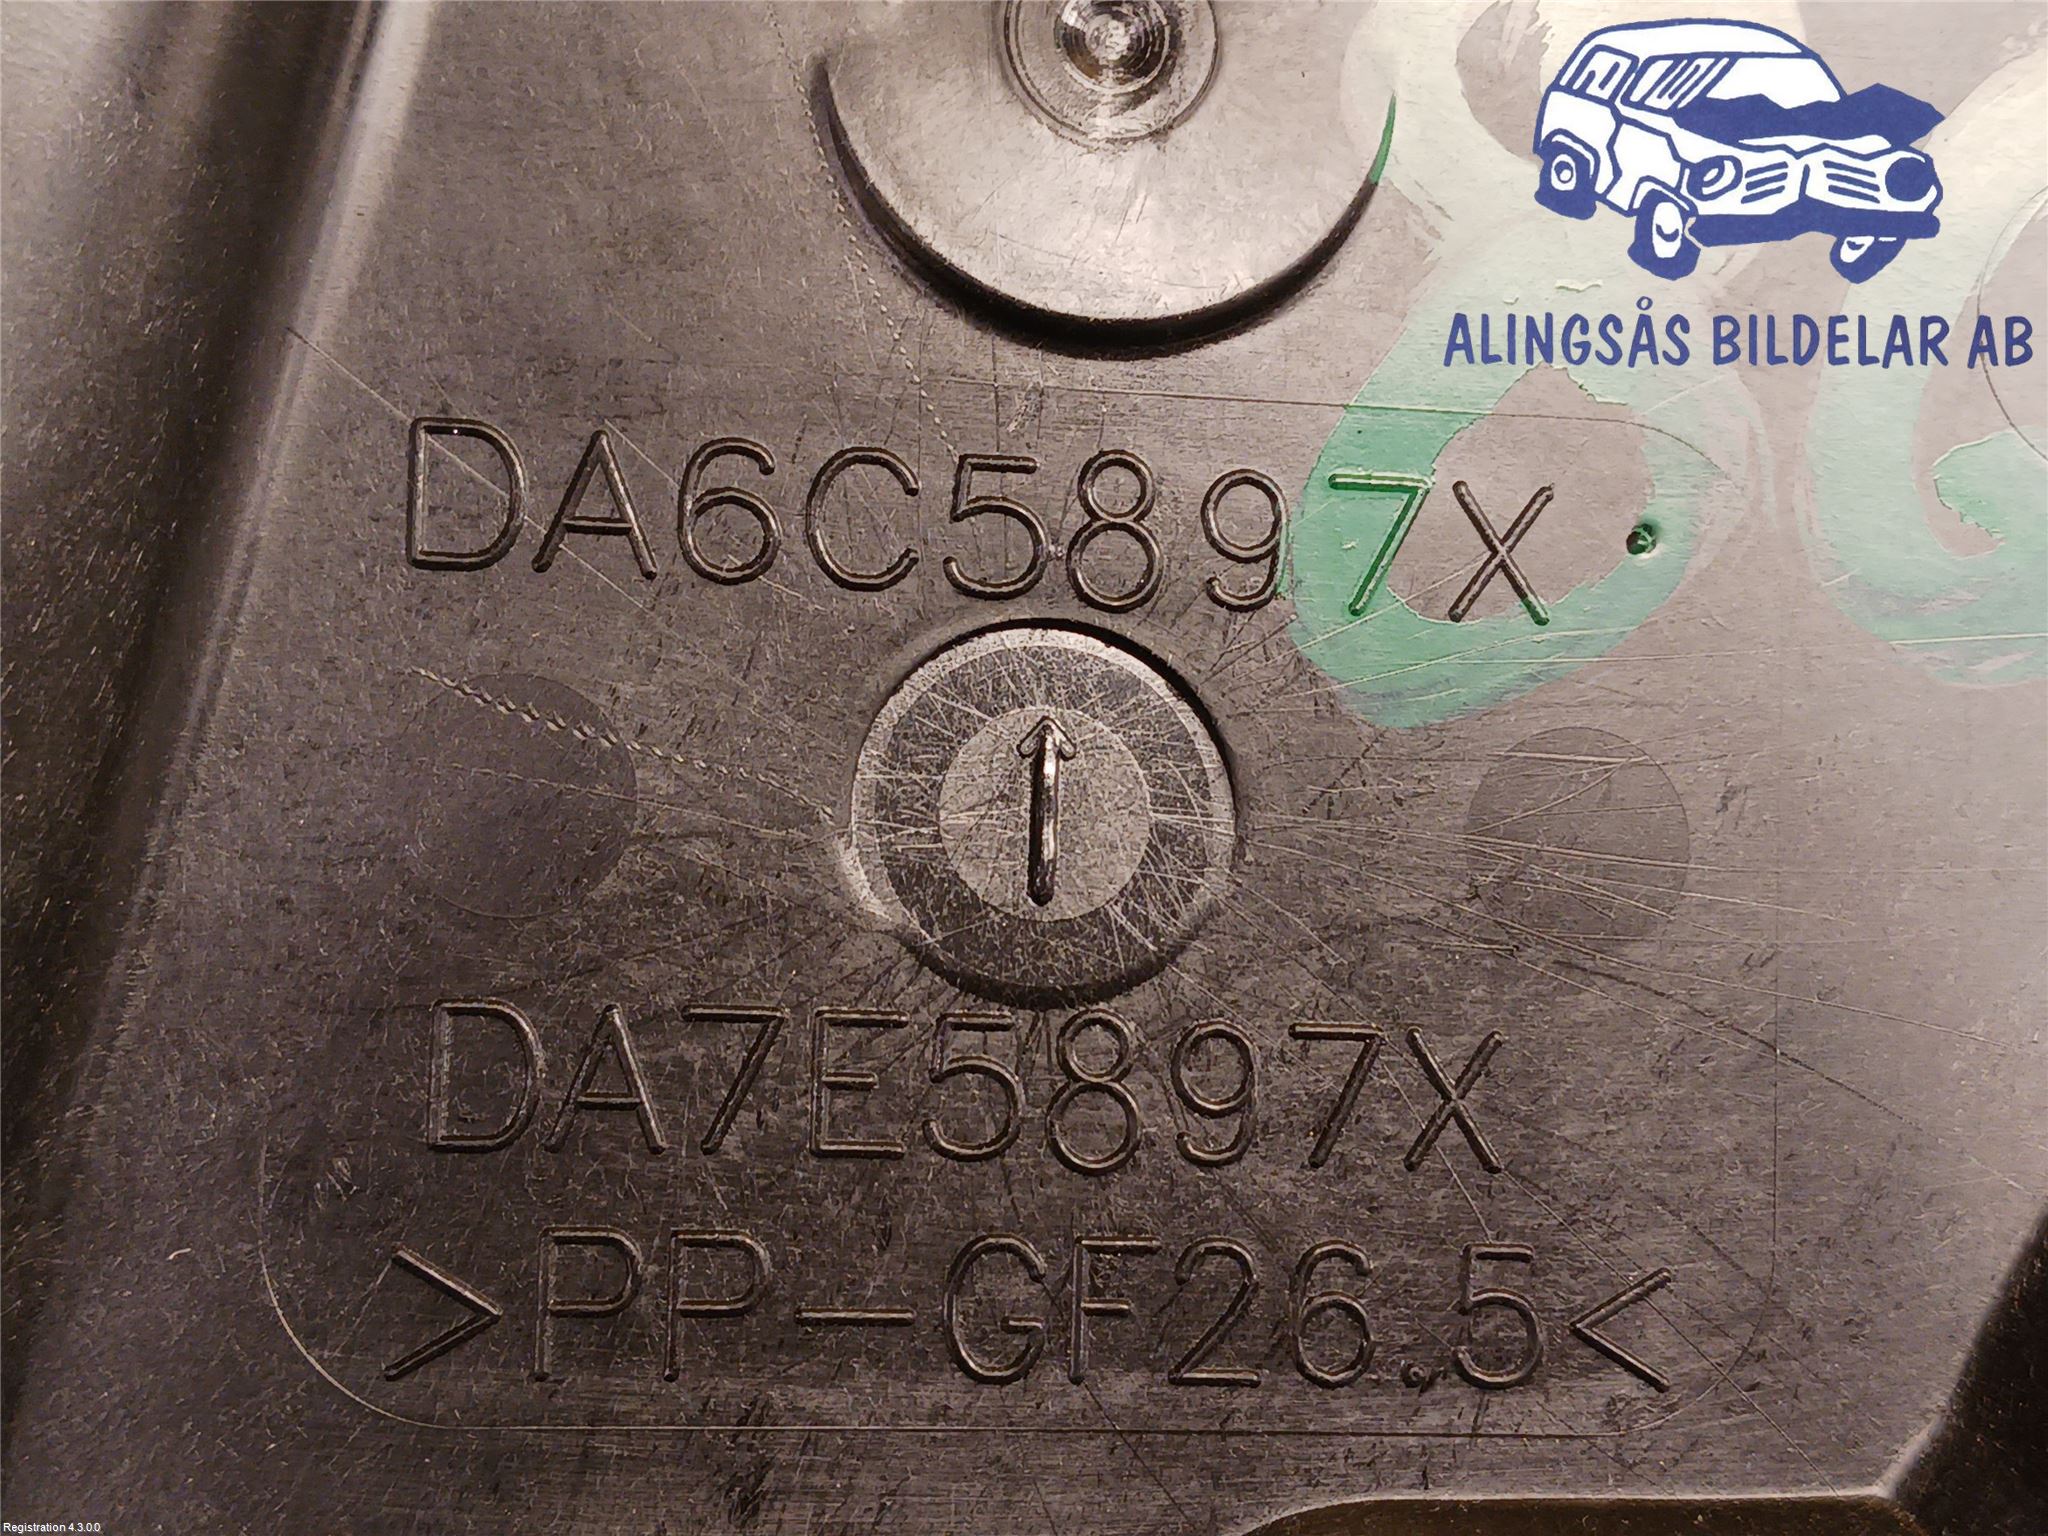 ALINGSÅS BILDELAR AB
DA6C5897X
DA7E5897X
>PP-GF26.5<
Registration 4.3.0.0